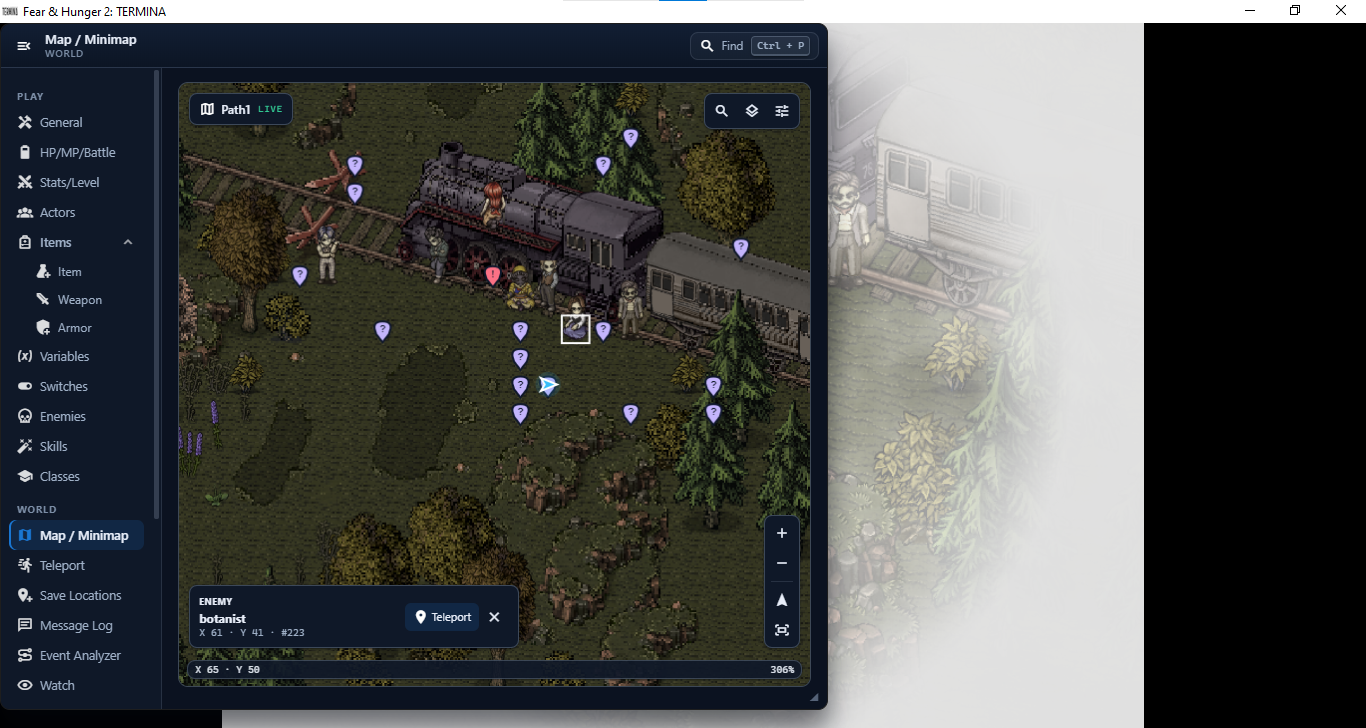 Fear & Hunger 2: TERMINA
Map / Minimap
WORLD
Find Ctrl + P
PLAY
General
HP/MP/Battle
Stats/Level
Actors
Items
Item
Weapon
Armor
(x) Variables
Switches
Enemies
Skills
Classes
WORLD
Map / Minimap
Teleport
Save Locations
Message Log
Event Analyzer
Watch
Path1 LIVE
ENEMY
botanist
X 61 · Y 41 · #223
Teleport
X 65 · Y 50
306%